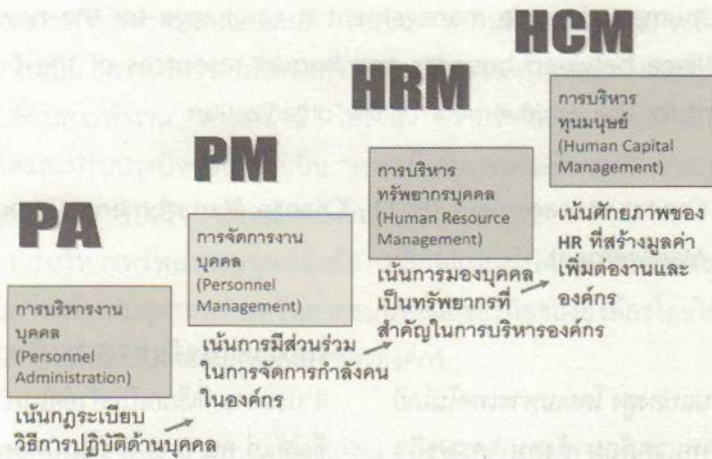 PA
การบริหารงาน
บุคคล
(Personnel
Administration)
เน้นกฎระเบียบ
วิธีการปฏิบัติด้านบุคคล
PM
การจัดการงาน
บุคคล
(Personnel
Management)
เน้นการมีส่วนร่วม
ในการจัดการกำลังคน
ในองค์กร
HRM
การบริหาร
ทรัพยากรบุคคล
(Human Resource
Management)
เน้นการมองบุคคล
เป็นทรัพยากรที่
สำคัญในการบริหารองค์กร
HCM
การบริหาร
ทุนมนุษย์
(Human Capital
Management)
เน้นศักยภาพของ
HR ที่สร้างมูลค่า
เพิ่มต่องานและ
องค์กร